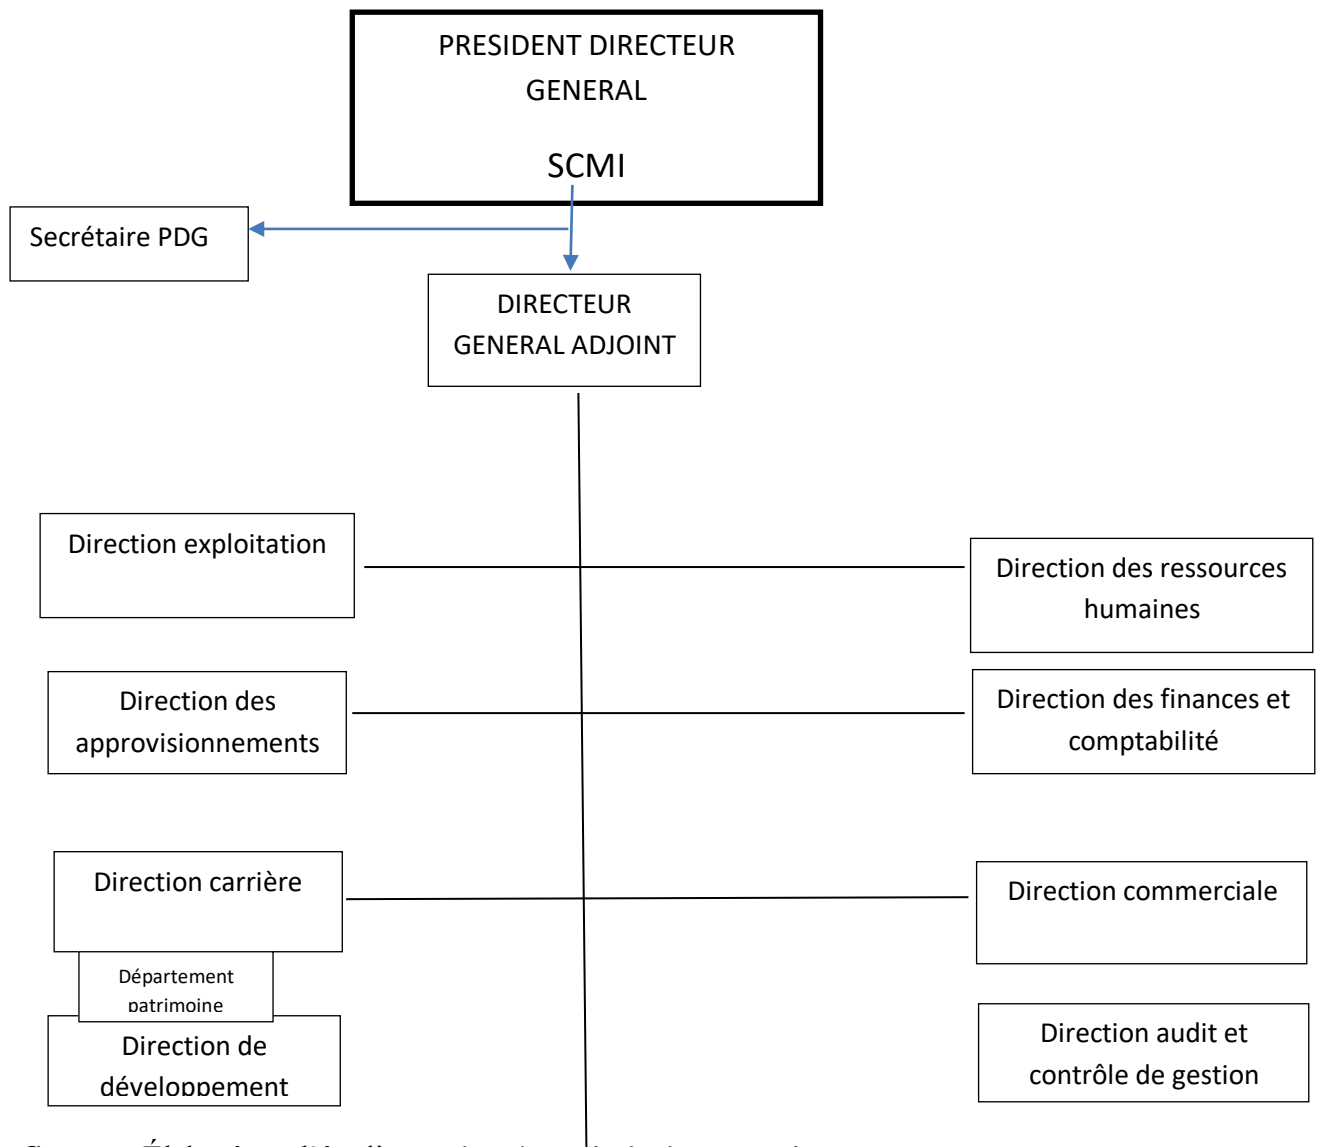 PRESIDENT DIRECTEUR
GENERAL
SCMI
Secrétaire PDG
DIRECTEUR
GENERAL ADJOINT
Direction exploitation
Direction des ressources
humaines
Direction des
approvisionnements
Direction des finances et
comptabilité
Direction carrière
Direction commerciale
Département
patrimoine
Direction de
développement
Direction audit et
contrôle de gestion